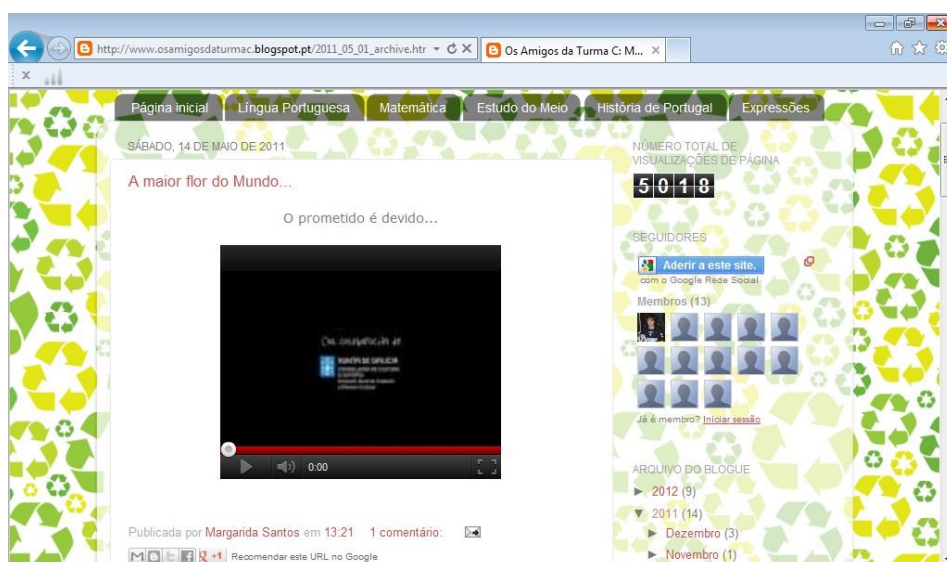 http://www.osamigosdaturmac.blogspot.pt/2011_05_01_archive.htr
Os Amigos da Turma C: M...
Página inicial Língua Portuguesa Matemática Estudo do Meio História de Portugal Expressões
SÁBADO, 14 DE MAIO DE 2011
A maior flor do Mundo...
O prometido é devido...
XUNTA DE GALICIA
0:00
Publicada por Margarida Santos em 13:21 1 comentário:
+1 Recomendar este URL no Google
NÚMERO TOTAL DE
VISUALIZAÇÕES DE PÁGINA
5018
SEGUIDORES
Aderir a este site.
com o Google Rede Social
Membros (13)
Já é membro? Iniciar sessão
ARQUIVO DO BLOGUE
► 2012 (9)
▼ 2011 (14)
► Dezembro (3)
► Novembro (1)